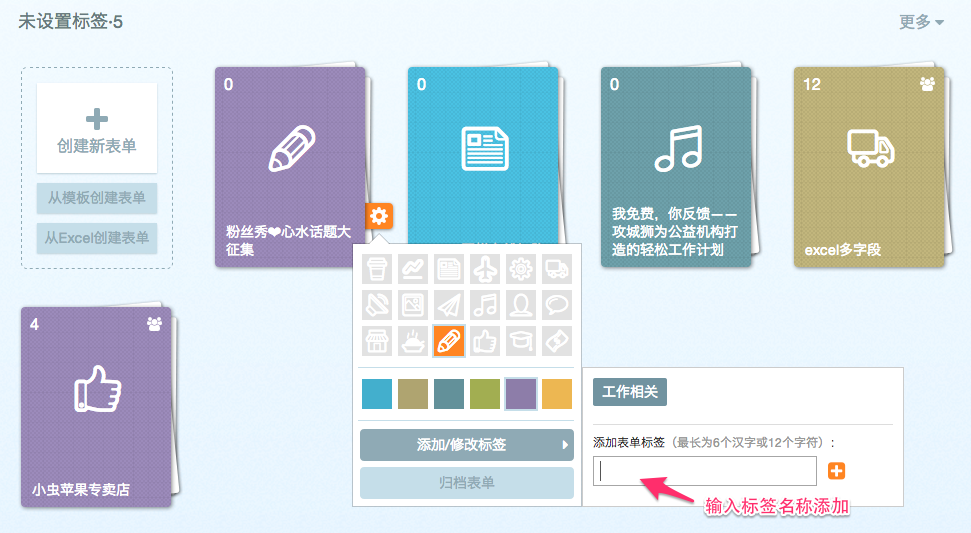 未设置标签·5
更多
创建新表单
从模板创建表单
从Excel创建表单
0
粉丝秀❤心水话题大
征集
0
0
我免费，你反馈——
攻城狮为公益机构打
造的轻松工作计划
12
excel多字段
4
小虫苹果专卖店
添加/修改标签
归档表单
工作相关
添加表单标签（最长为6个汉字或12个字符）：
输入标签名称添加